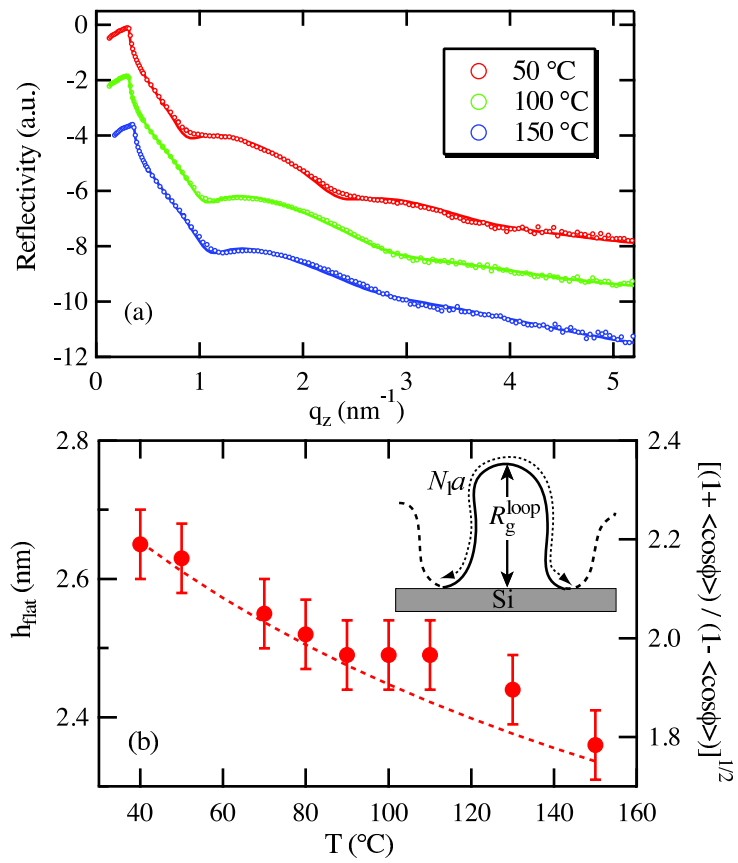 0
-2
-4
-6
-8
-10
-12
Reflectivity (a.u.)
50 °C
100 °C
150 °C
(a)
0 1 2 3 4 5
q_z (nm⁻¹)
2.8
2.6
2.4
h_flat (nm)
2.4
2.2
2.0
1.8
[(1+ <cosϕ>) / (1- <cosϕ>)]^1/2
N_l a
R_g^loop
Si
(b)
40 60 80 100 120 140 160
T (°C)